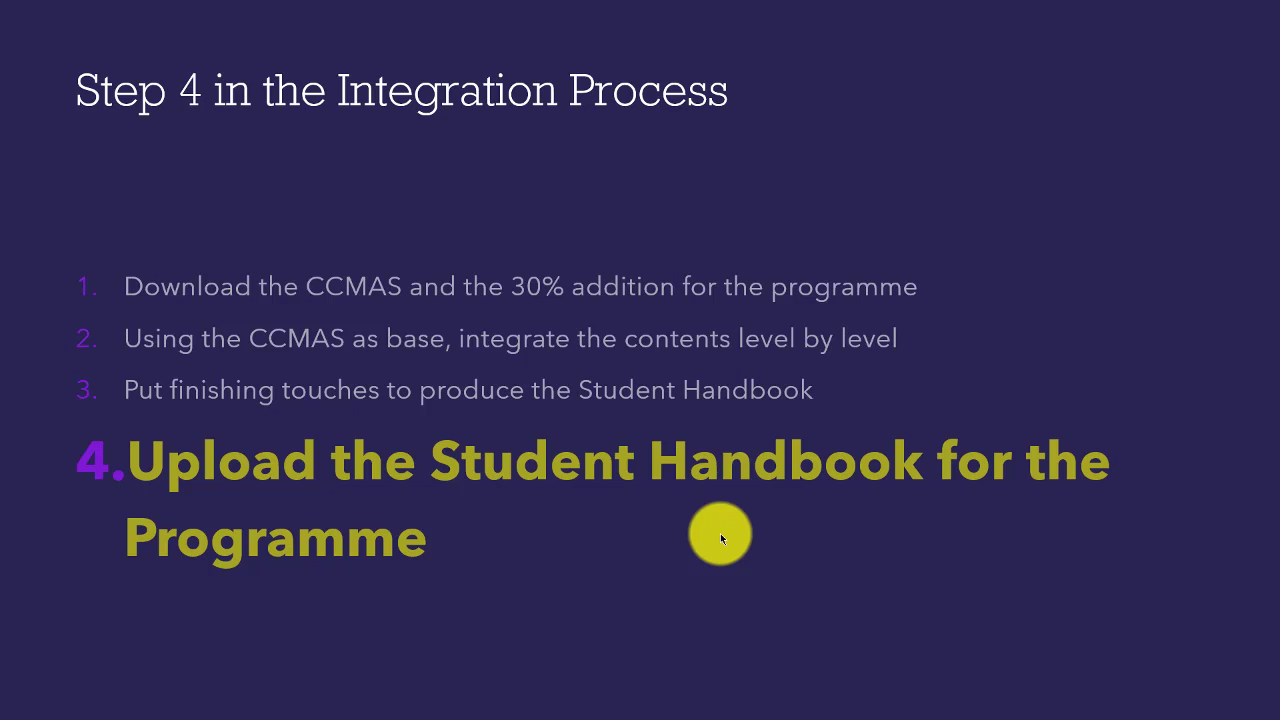 Step 4 in the Integration Process
1. Download the CCMAS and the 30% addition for the programme
2. Using the CCMAS as base, integrate the contents level by level
3. Put finishing touches to produce the Student Handbook
4. Upload the Student Handbook for the
Programme